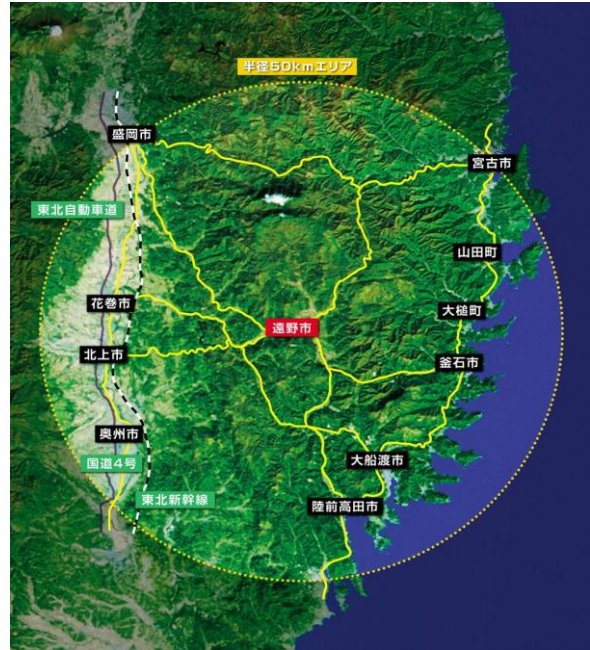 半径50kmエリア
盛岡市
宮古市
東北自動車道
山田町
花巻市
大槌町
遠野市
北上市
釜石市
奥州市
大船渡市
国道4号
東北新幹線
陸前高田市